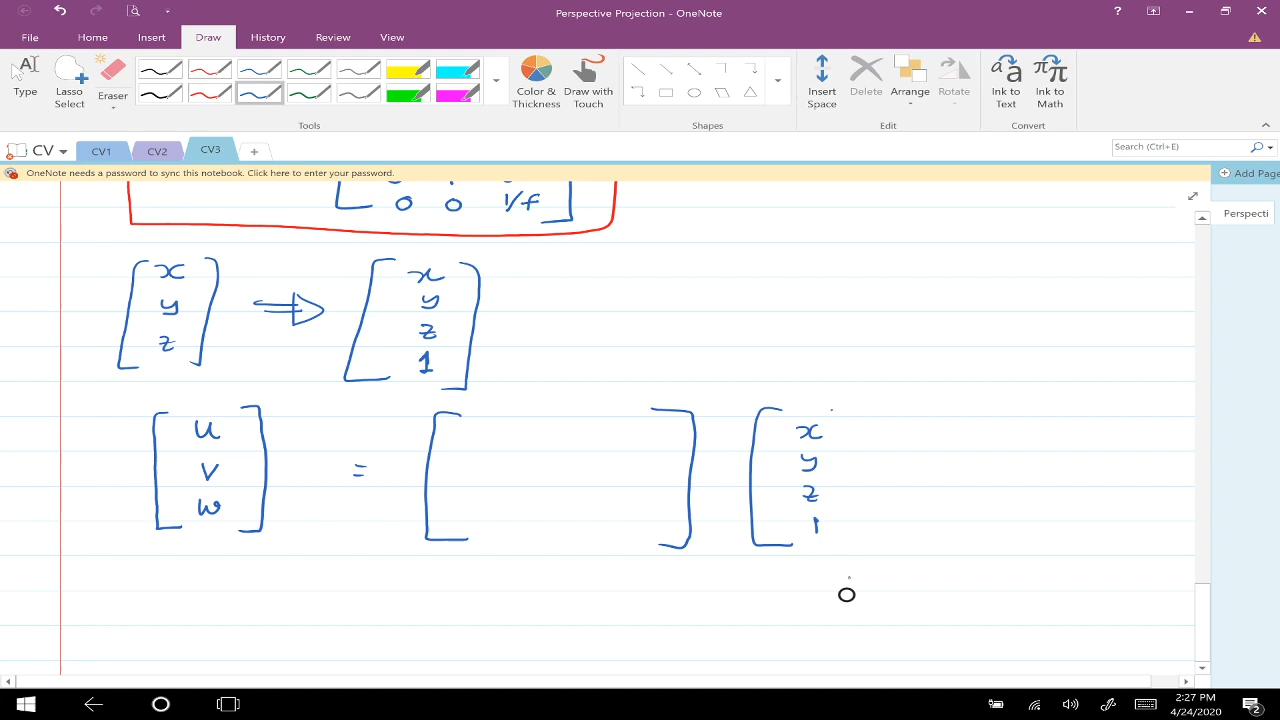 Perspective Projection - OneNote
?
File Home Insert Draw History Review View
Type
Lasso Select
Eraser
Color & Thickness
Draw with Touch
Insert Space
Delete
Arrange
Rotate
Ink to Text
Ink to Math
Tools Shapes Edit Convert
CV CV1 CV2 CV3 +
Search (Ctrl+E)
OneNote needs a password to sync this notebook. Click here to enter your password.
Add Page
Perspecti
0 0 1/f
x x
y ⇒ y
z z
1
u x
v = y
w z
1
2:27 PM
4/24/2020
2